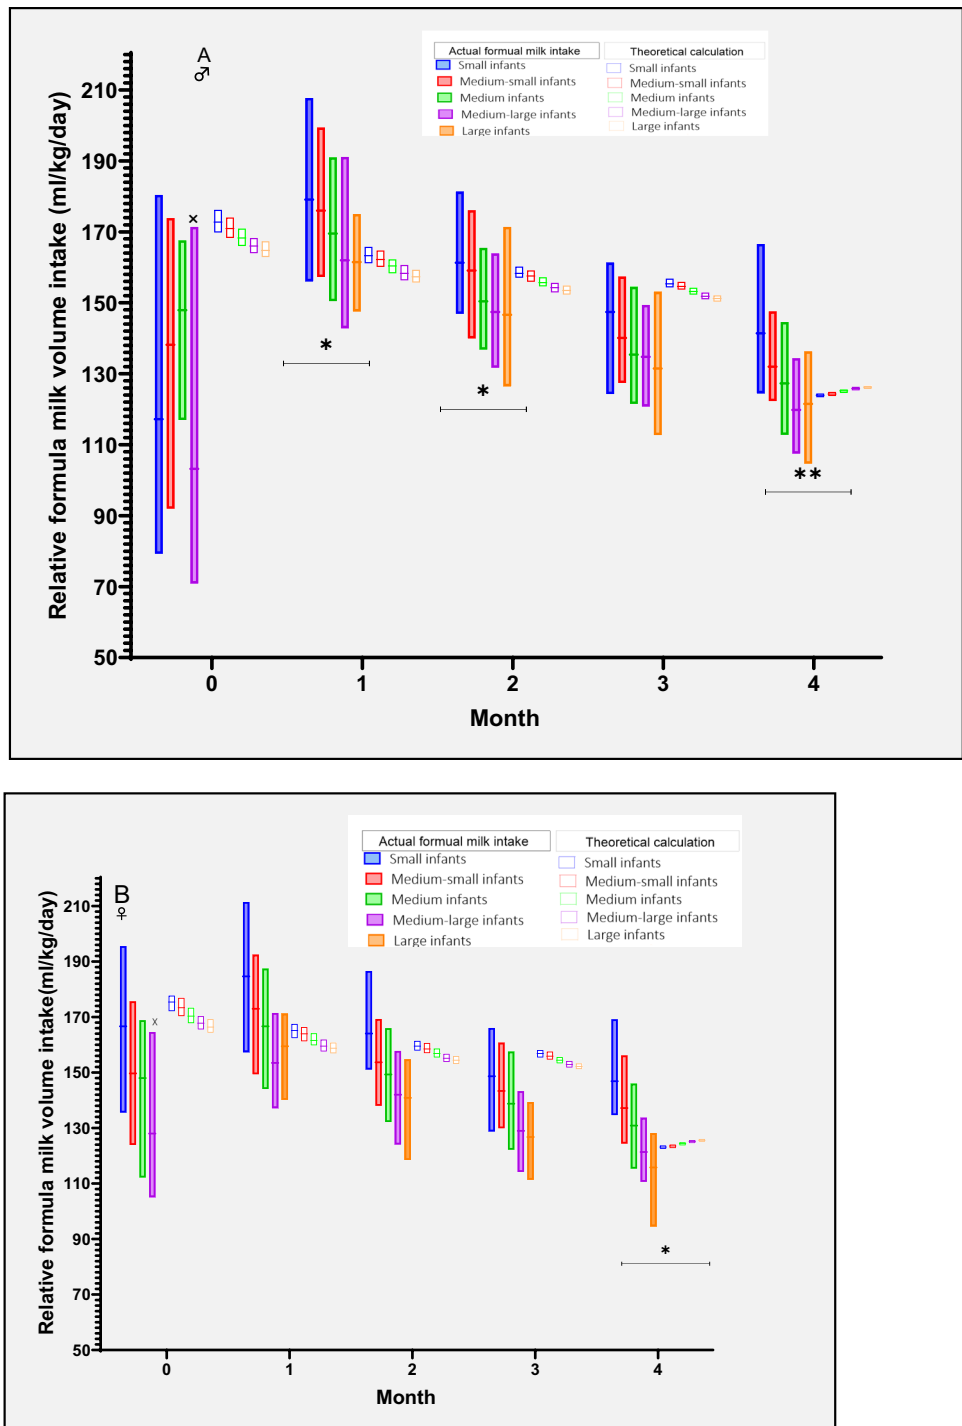 A
♂
Actual formual milk intake
Theoretical calculation
Small infants
Small infants
Medium-small infants
Medium-small infants
Medium infants
Medium infants
Medium-large infants
Medium-large infants
Large infants
Large infants
Relative formula milk volume intake (ml/kg/day)
210
190
170
150
130
110
90
70
50
×
*
*
**
0 1 2 3 4
Month
B
♀
Actual formual milk intake
Theoretical calculation
Small infants
Small infants
Medium-small infants
Medium-small infants
Medium infants
Medium infants
Medium-large infants
Medium-large infants
Large infants
Large infants
Relative formula milk volume intake(ml/kg/day)
210
190
170
150
130
110
90
70
50
x
*
0 1 2 3 4
Month